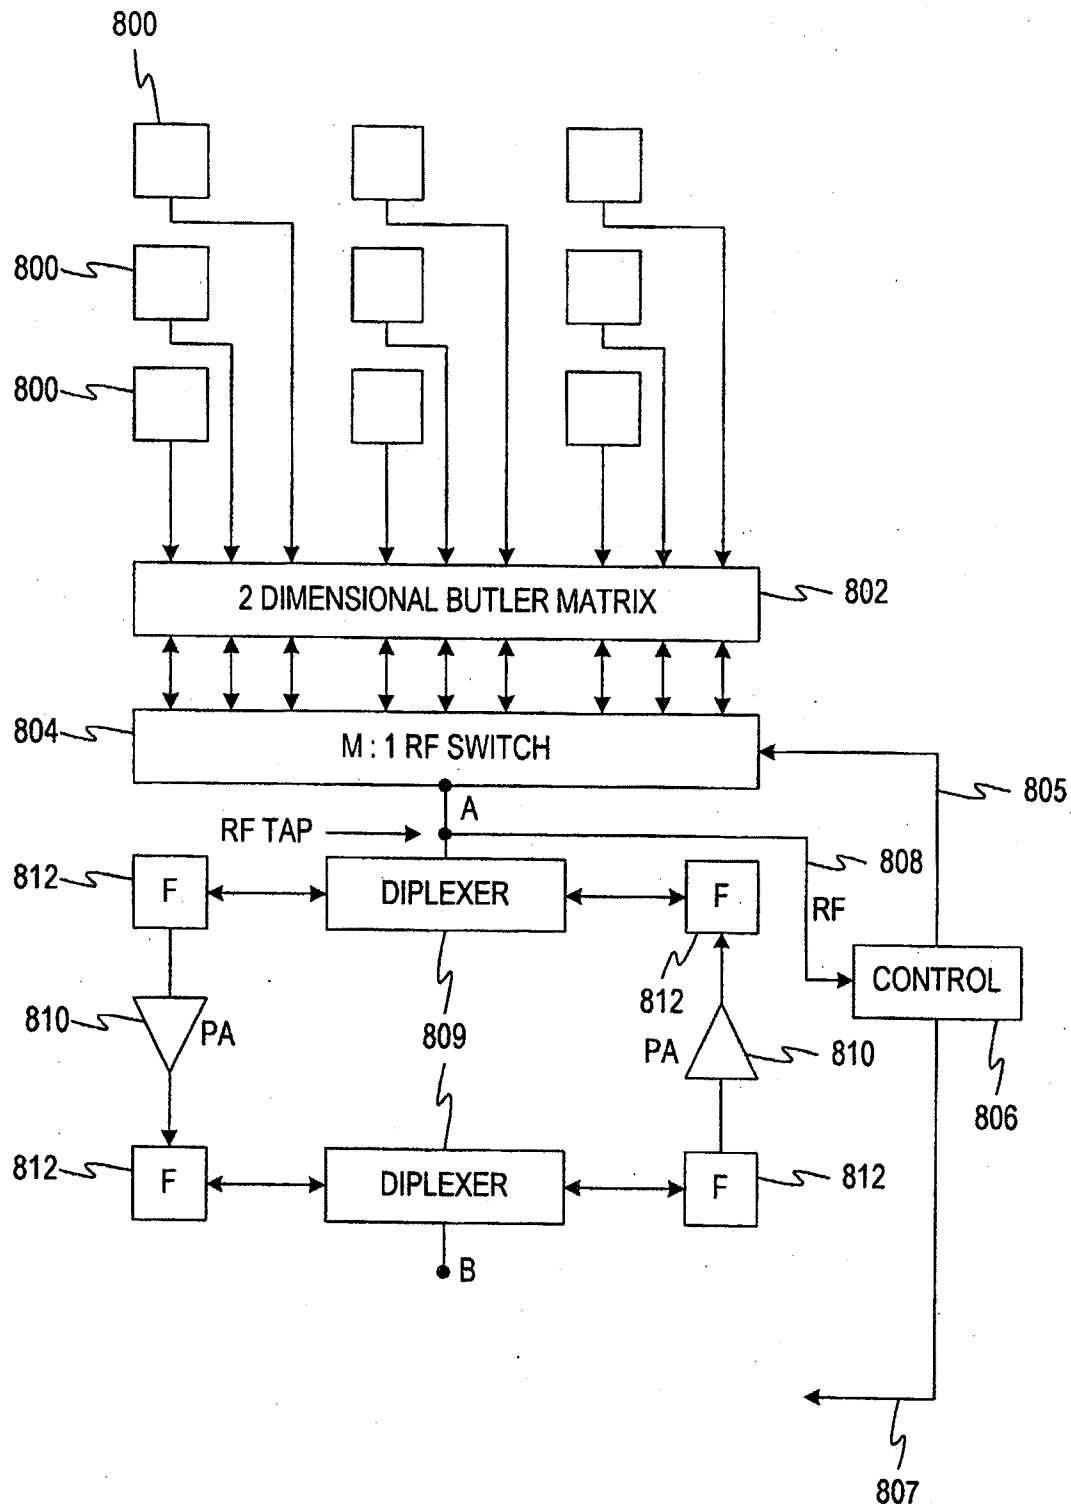 800
800
800
2 DIMENSIONAL BUTLER MATRIX
802
804
M : 1 RF SWITCH
805
A
RF TAP
808
812
F
DIPLEXER
F
RF
812
CONTROL
810
PA
809
PA
810
806
812
F
DIPLEXER
F
812
B
807